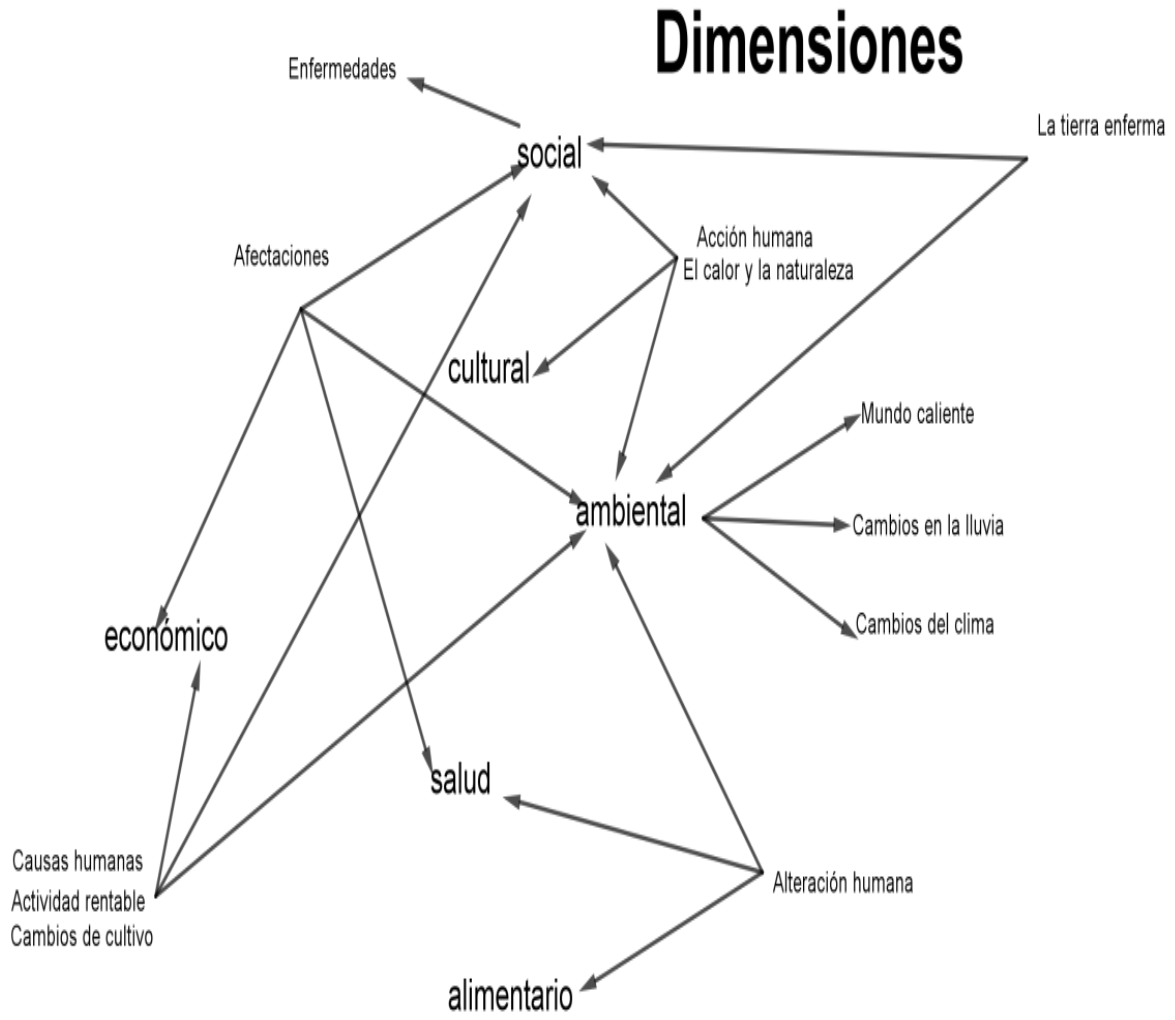 Dimensiones
Enfermedades
La tierra enferma
social
Acción humana
El calor y la naturaleza
Afectaciones
cultural
Mundo caliente
ambiental
Cambios en la lluvia
Cambios del clima
económico
salud
Causas humanas
Actividad rentable
Cambios de cultivo
Alteración humana
alimentario